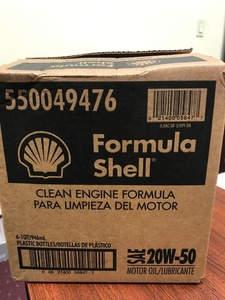 550049476
Formula
Shell®
CLEAN ENGINE FORMULA
PARA LIMPIEZA DEL MOTOR
6-1QT/946mL
PLASTIC BOTTLES/BOTELLAS DE PLÁSTICO
SAE 20W-50
MOTOR OIL/LUBRICANTE